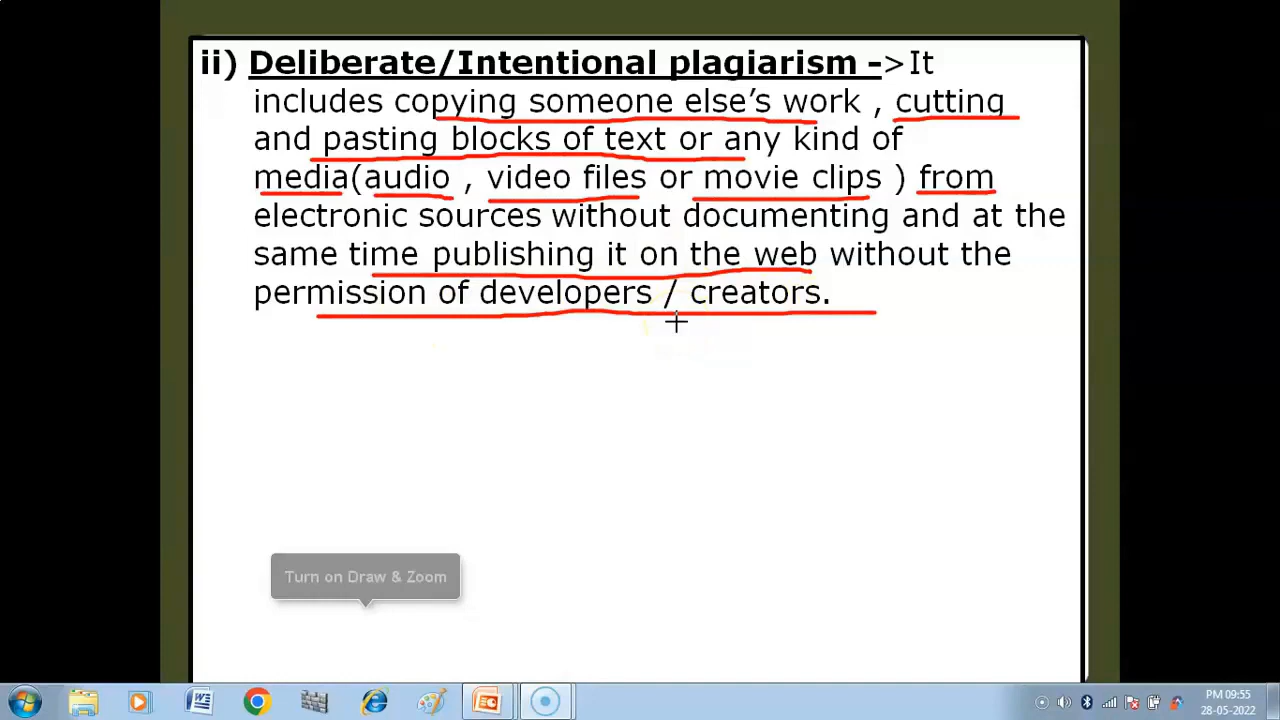 ii) Deliberate/Intentional plagiarism ->It
includes copying someone else’s work , cutting
and pasting blocks of text or any kind of
media(audio , video files or movie clips ) from
electronic sources without documenting and at the
same time publishing it on the web without the
permission of developers / creators.
Turn on Draw & Zoom
PM 09:55
28-05-2022